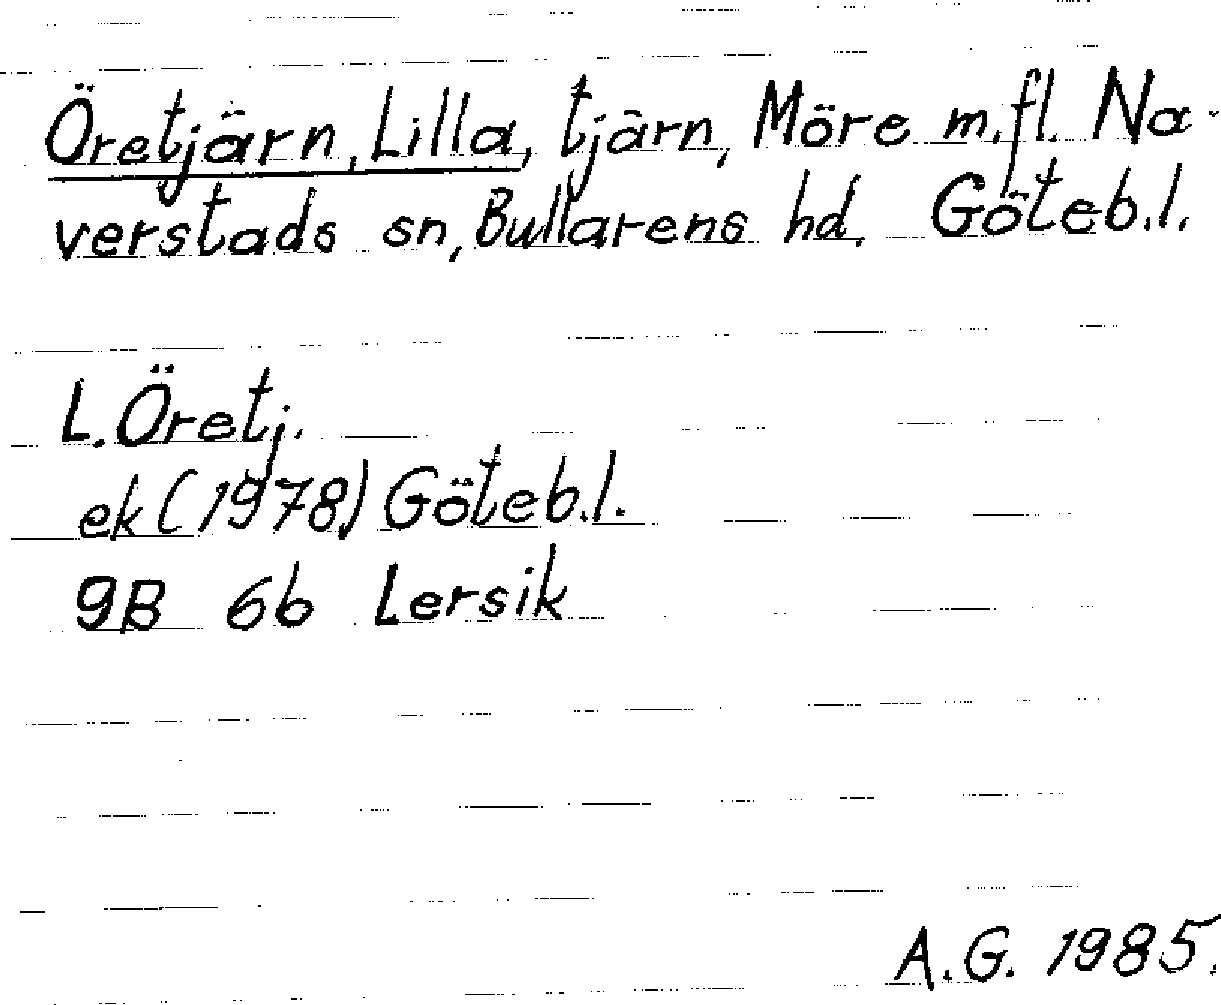 Öretjärn, Lilla, tjärn, Möre m.fl. Na-
verstads sn, Bullarens hd. Göteb.l.
L. Öretj.
ek (1978) Göteb.l.
9B 6b Lersik
A.G. 1985.